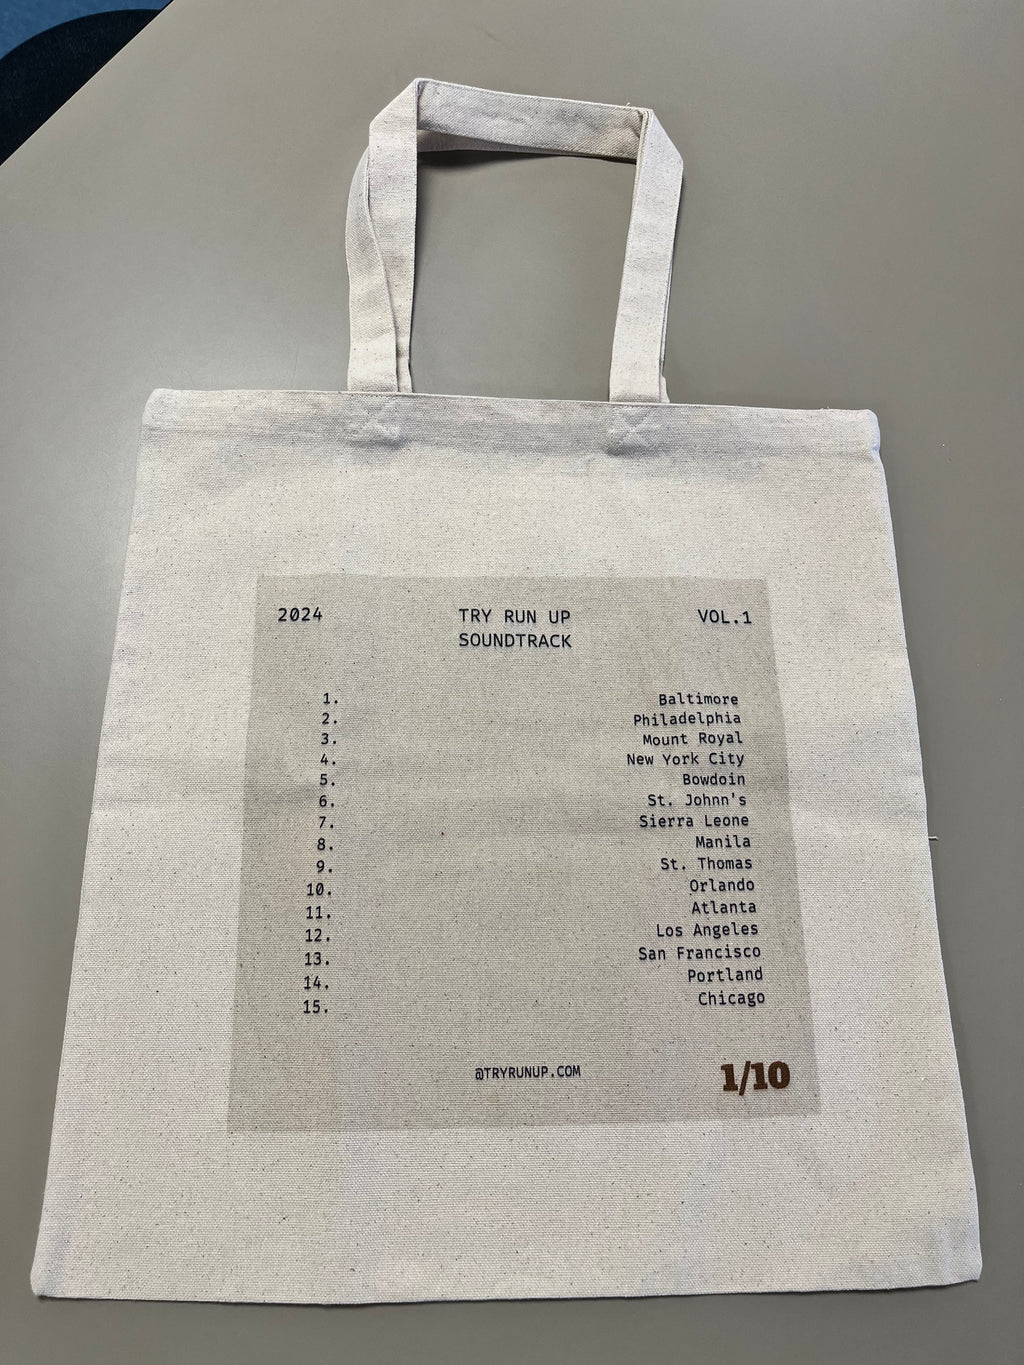 2024 TRY RUN UP VOL.1
SOUNDTRACK
1. Baltimore
2. Philadelphia
3. Mount Royal
4. New York City
5. Bowdoin
6. St. Johnn's
7. Sierra Leone
8. Manila
9. St. Thomas
10. Orlando
11. Atlanta
12. Los Angeles
13. San Francisco
14. Portland
15. Chicago
@TRYRUNUP.COM 1/10